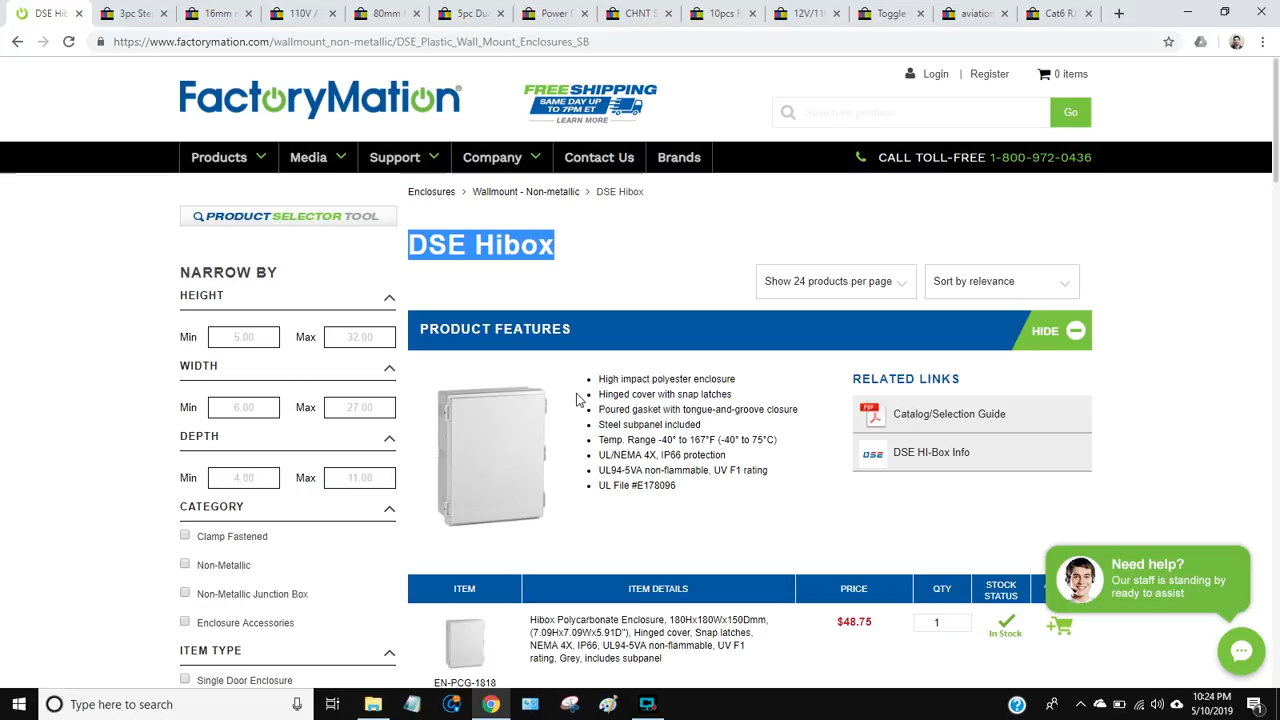 DSE Hib
3pc Ste
16mm
110V /
80mm
5pc Du
Power
CHNT S
10pcs
12V/11
Toggle
aviation
Cat6 RJ
https://www.factorymation.com/wallmount_non-metallic/DSE_Plastic_Wall_Mount_Enclosures_SB
Login | Register 0 items
FactoryMation®
FREE SHIPPING
SAME DAY UP
TO 7PM ET
LEARN MORE
Search for products
Go
Products Media Support Company Contact Us Brands CALL TOLL-FREE 1-800-972-0436
Enclosures > Wallmount - Non-metallic > DSE Hibox
PRODUCT SELECTOR TOOL
DSE Hibox
NARROW BY
Show 24 products per page Sort by relevance
HEIGHT
Min 5.00 Max 32.00
PRODUCT FEATURES HIDE
WIDTH
Min 6.00 Max 27.00
DEPTH
Min 4.00 Max 11.00
CATEGORY
Clamp Fastened
Non-Metallic
Non-Metallic Junction Box
Enclosure Accessories
ITEM TYPE
Single Door Enclosure
• High impact polyester enclosure
• Hinged cover with snap latches
• Poured gasket with tongue-and-groove closure
• Steel subpanel included
• Temp. Range -40° to 167°F (-40° to 75°C)
• UL/NEMA 4X, IP66 protection
• UL94-5VA non-flammable, UV F1 rating
• UL File #E178096
RELATED LINKS
PDF
Catalog/Selection Guide
DSE
DSE HI-Box Info
ITEM ITEM DETAILS PRICE QTY STOCK STATUS
Hibox Polycarbonate Enclosure, 180Hx180Wx150Dmm,
(7.09Hx7.09Wx5.91D"), Hinged cover, Snap latches,
NEMA 4X, IP66, UL94-5VA non-flammable, UV F1
rating, Grey, includes subpanel
$48.75
1
In Stock
EN-PCG-1818
Need help?
Our staff is standing by
ready to assist
Type here to search
10:24 PM
5/10/2019